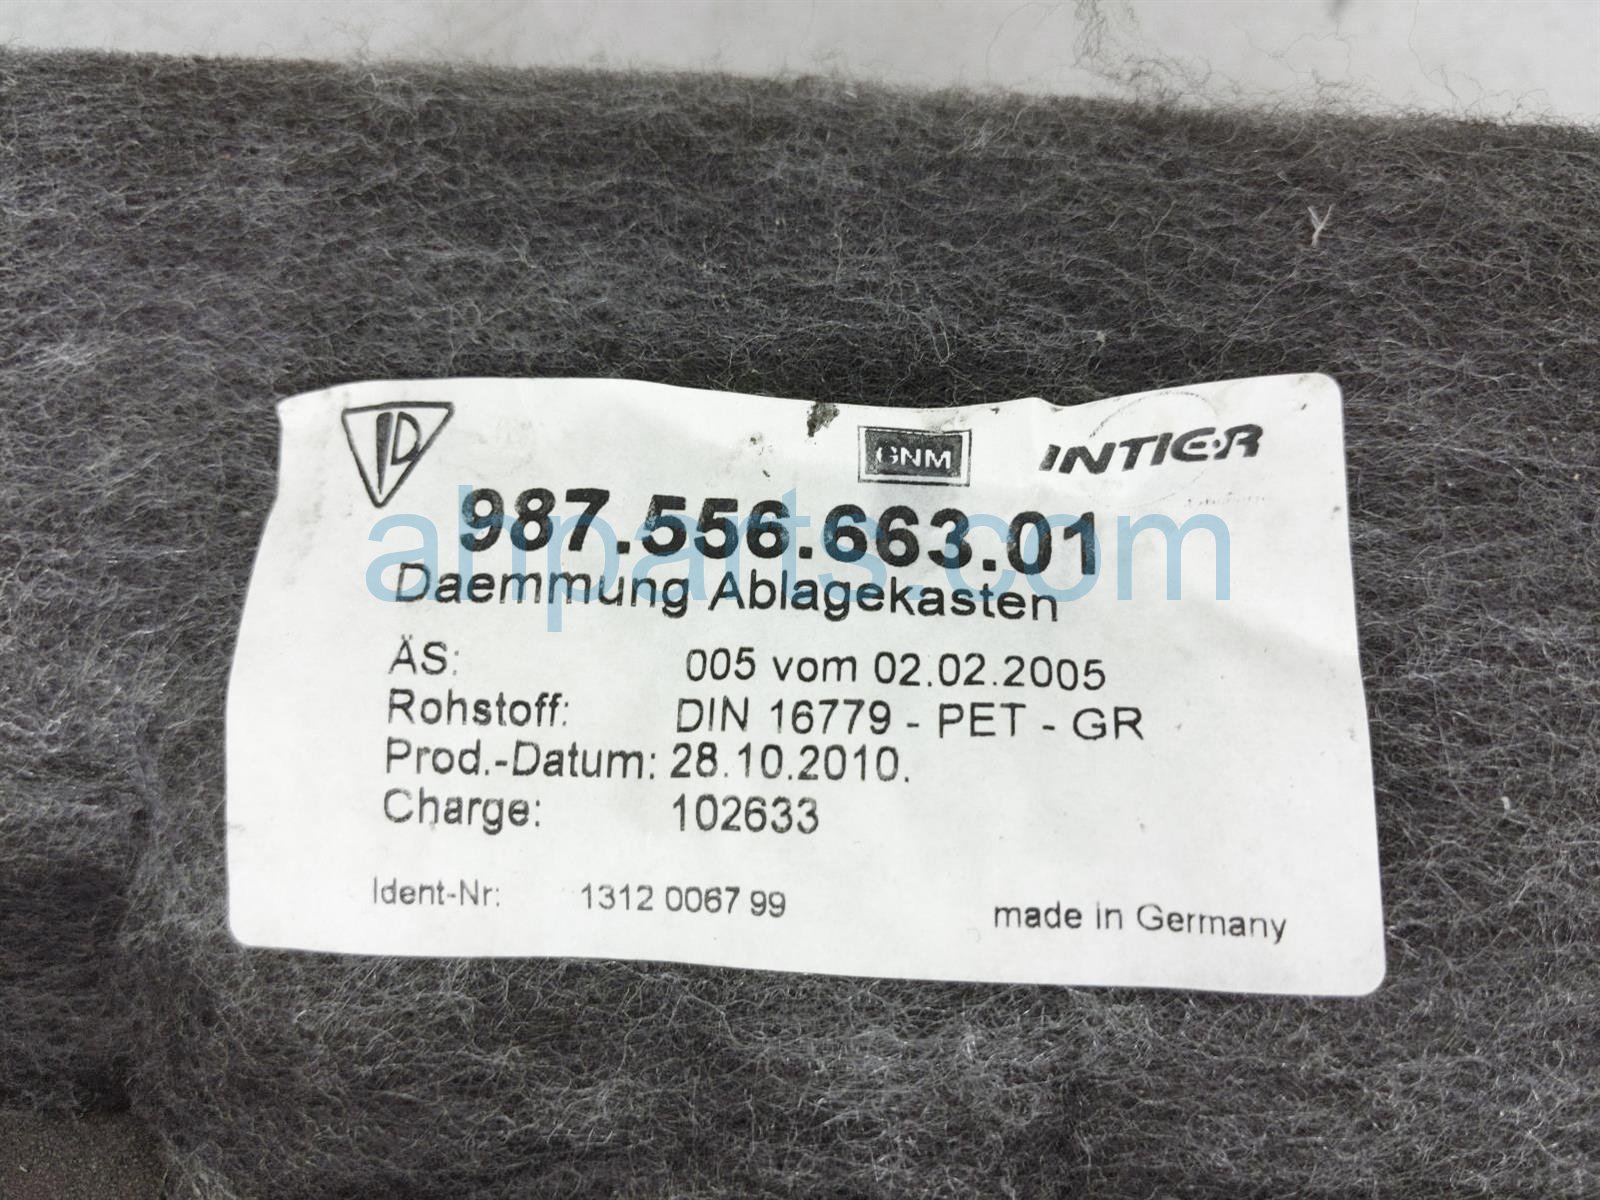 GNM
INTIER
987.556.663.01
ahparts.com
Daemmung Ablagekasten
ÄS: 005 vom 02.02.2005
Rohstoff: DIN 16779 - PET - GR
Prod.-Datum: 28.10.2010.
Charge: 102633
Ident-Nr: 1312 0067 99
made in Germany